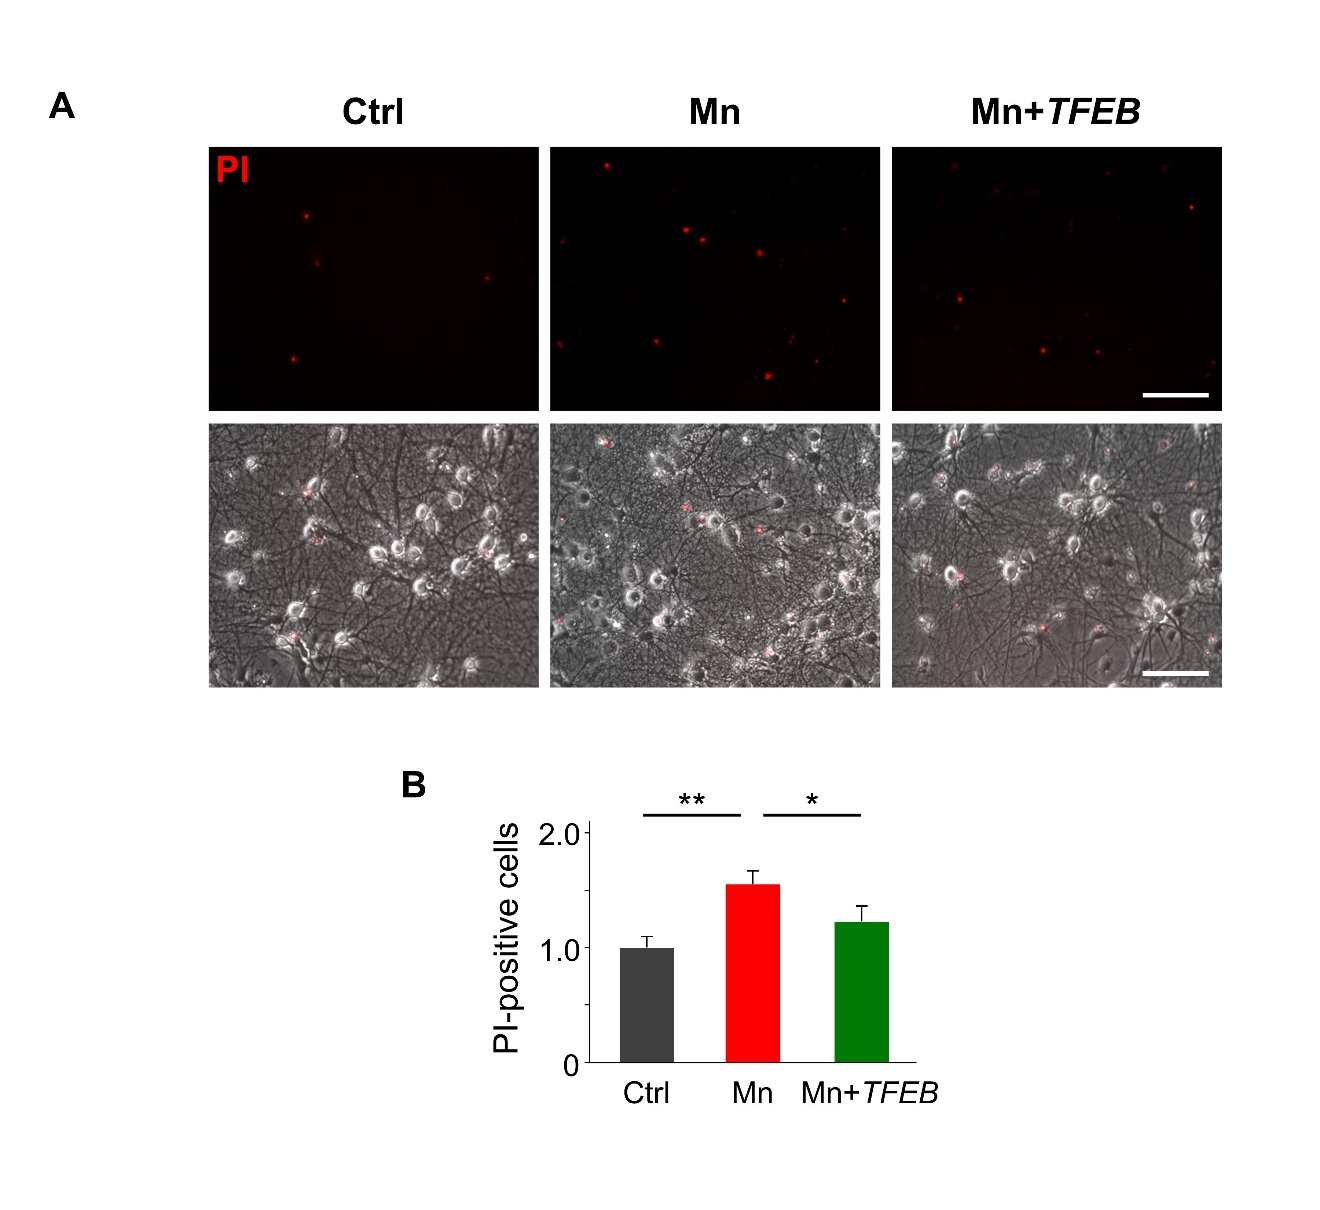 A
Ctrl Mn Mn+TFEB
PI
B
** *
PI-positive cells
2.0
1.0
0
Ctrl Mn Mn+TFEB